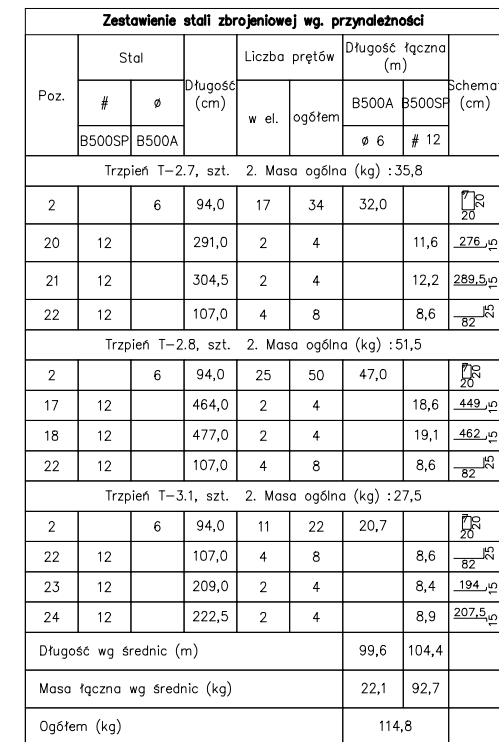 Zestawienie stali zbrojeniowej wg. przynależności
Poz. Stal Długość (cm) Liczba prętów Długość łączna (m) Schemat (cm)
# ø w el. ogółem B500A B500SP
B500SP B500A ø 6 # 12
Trzpień T-2.7, szt. 2. Masa ogólna (kg) :35,8
2 6 94,0 17 34 32,0 7 20 20
20 12 291,0 2 4 11,6 276 15
21 12 304,5 2 4 12,2 289,5 15
22 12 107,0 4 8 8,6 82 25
Trzpień T-2.8, szt. 2. Masa ogólna (kg) :51,5
2 6 94,0 25 50 47,0 7 20 20
17 12 464,0 2 4 18,6 449 15
18 12 477,0 2 4 19,1 462 15
22 12 107,0 4 8 8,6 82 25
Trzpień T-3.1, szt. 2. Masa ogólna (kg) :27,5
2 6 94,0 11 22 20,7 7 20 20
22 12 107,0 4 8 8,6 82 25
23 12 209,0 2 4 8,4 194 15
24 12 222,5 2 4 8,9 207,5 15
Długość wg średnic (m) 99,6 104,4
Masa łączna wg średnic (kg) 22,1 92,7
Ogółem (kg) 114,8